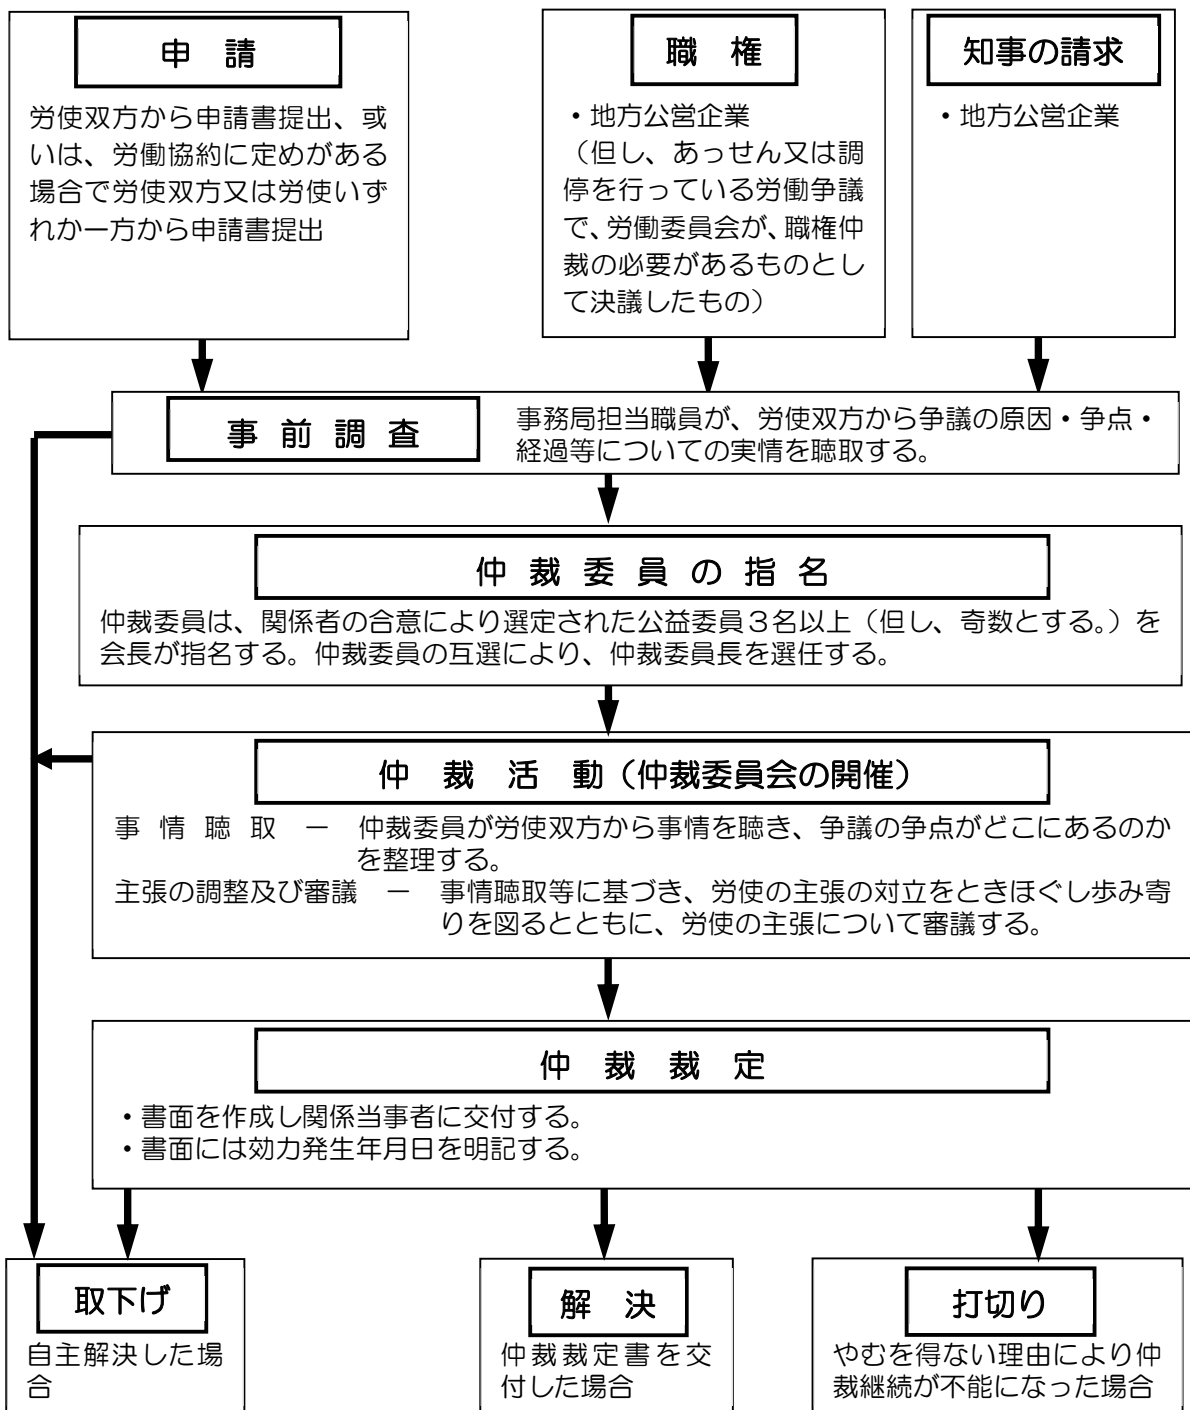 申 請
労使双方から申請書提出、或
いは、労働協約に定めがある
場合で労使双方又は労使いず
れか一方から申請書提出
職 権
・地方公営企業
（但し、あっせん又は調
停を行っている労働争議
で、労働委員会が、職権仲
裁の必要があるものとし
て決議したもの）
知事の請求
・地方公営企業
事 前 調 査
事務局担当職員が、労使双方から争議の原因・争点・
経過等についての実情を聴取する。
仲 裁 委 員 の 指 名
仲裁委員は、関係者の合意により選定された公益委員３名以上（但し、奇数とする。）を
会長が指名する。仲裁委員の互選により、仲裁委員長を選任する。
仲 裁 活 動（仲裁委員会の開催）
事 情 聴 取 － 仲裁委員が労使双方から事情を聴き、争議の争点がどこにあるのか
を整理する。
主張の調整及び審議 － 事情聴取等に基づき、労使の主張の対立をときほぐし歩み寄
りを図るとともに、労使の主張について審議する。
仲 裁 裁 定
・書面を作成し関係当事者に交付する。
・書面には効力発生年月日を明記する。
取下げ
自主解決した場
合
解 決
仲裁裁定書を交
付した場合
打切り
やむを得ない理由により仲
裁継続が不能になった場合